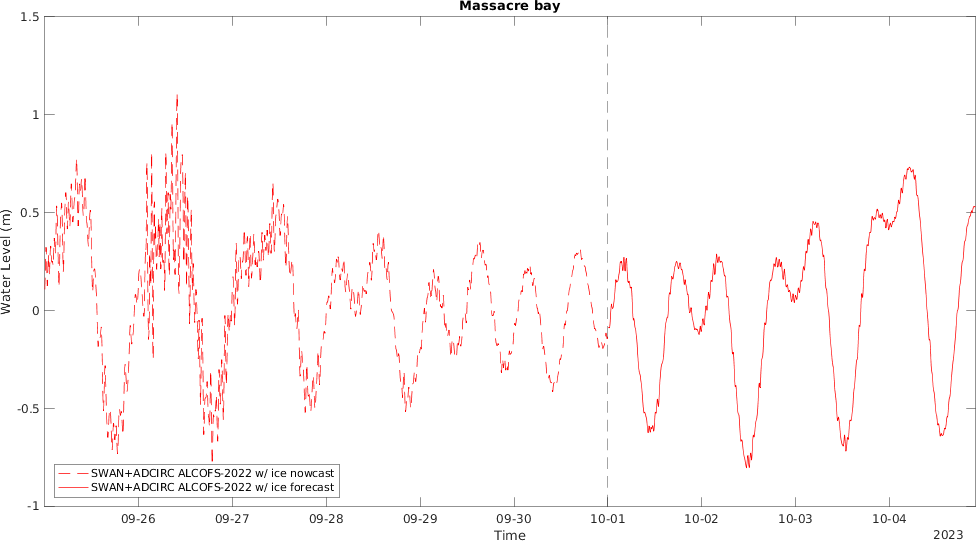 Massacre bay
1.5
1
0.5
0
-0.5
-1
Water Level (m)
SWAN+ADCIRC ALCOFS-2022 w/ ice nowcast
SWAN+ADCIRC ALCOFS-2022 w/ ice forecast
09-26 09-27 09-28 09-29 09-30 10-01 10-02 10-03 10-04
Time
2023